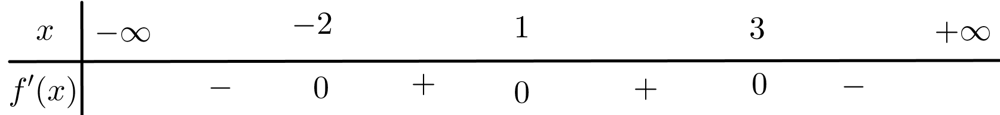 x −∞ −2 1 3 +∞
f′(x) − 0 + 0 + 0 −